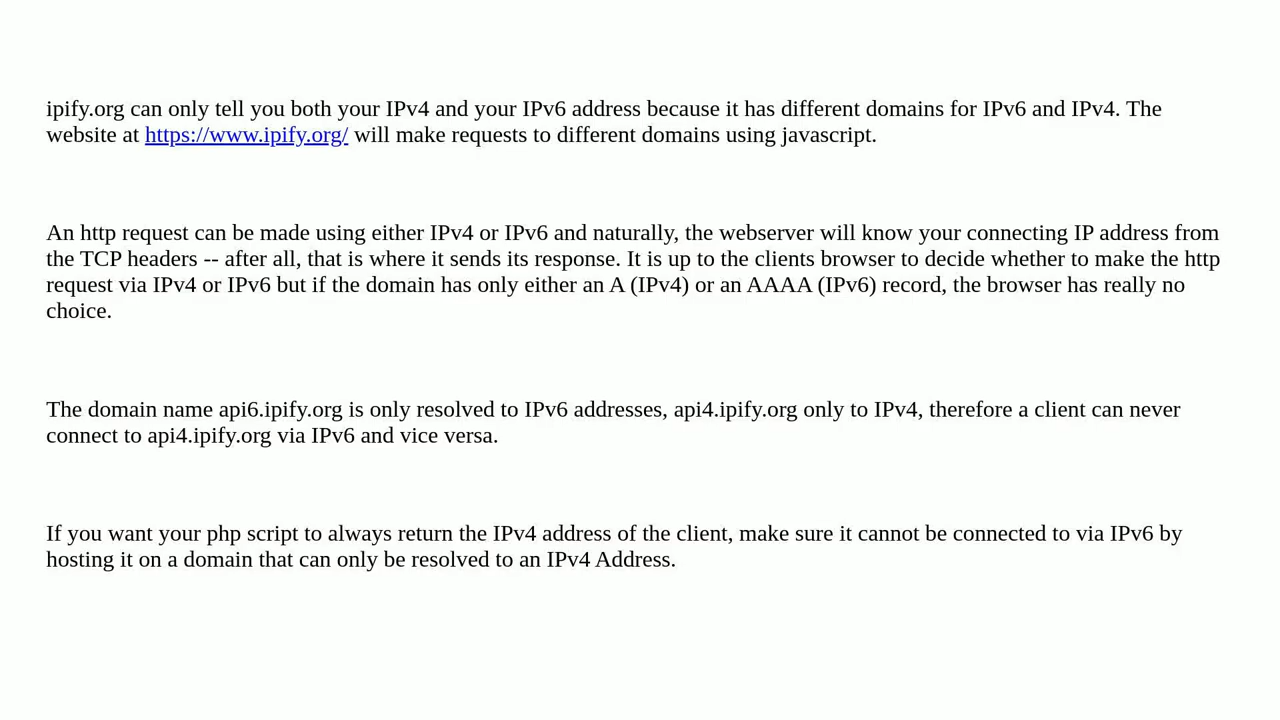 ipify.org can only tell you both your IPv4 and your IPv6 address because it has different domains for IPv6 and IPv4. The
website at https://www.ipify.org/ will make requests to different domains using javascript.
An http request can be made using either IPv4 or IPv6 and naturally, the webserver will know your connecting IP address from
the TCP headers -- after all, that is where it sends its response. It is up to the clients browser to decide whether to make the http
request via IPv4 or IPv6 but if the domain has only either an A (IPv4) or an AAAA (IPv6) record, the browser has really no
choice.
The domain name api6.ipify.org is only resolved to IPv6 addresses, api4.ipify.org only to IPv4, therefore a client can never
connect to api4.ipify.org via IPv6 and vice versa.
If you want your php script to always return the IPv4 address of the client, make sure it cannot be connected to via IPv6 by
hosting it on a domain that can only be resolved to an IPv4 Address.